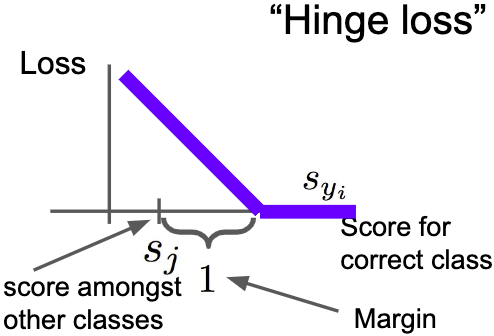 “Hinge loss”
Loss
s_{y_i}
Score for
correct class
s_j
1
score amongst
other classes
Margin